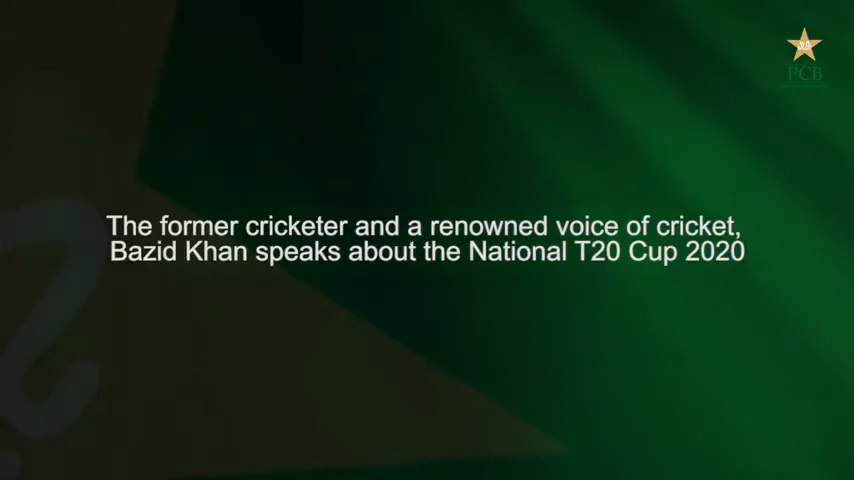 PCB
The former cricketer and a renowned voice of cricket,
Bazid Khan speaks about the National T20 Cup 2020